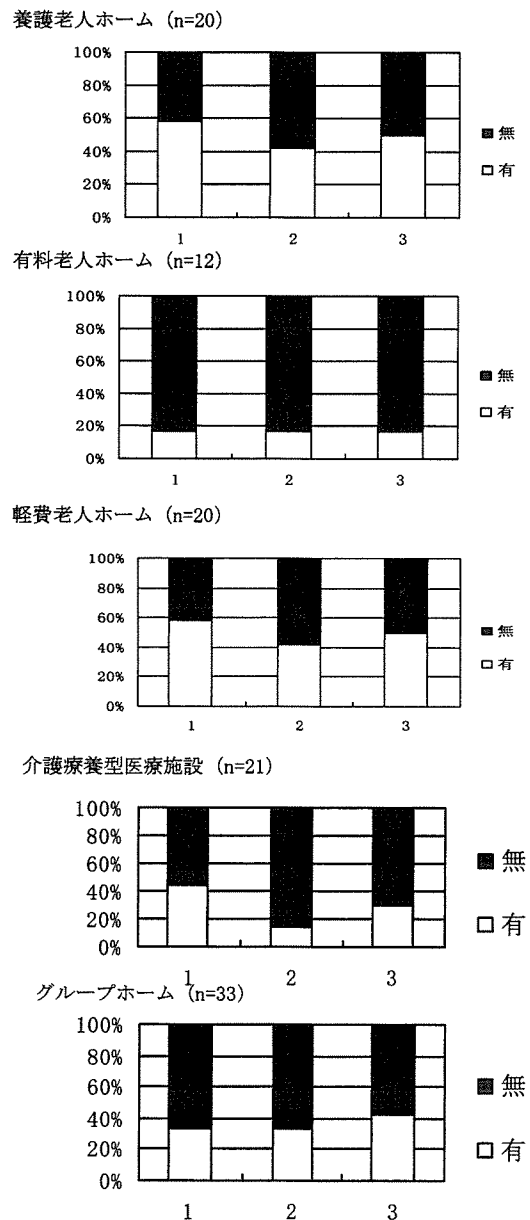 養護老人ホーム (n=20)
100%
80%
60%
40%
20%
0%
1 2 3
■無
□有
有料老人ホーム (n=12)
100%
80%
60%
40%
20%
0%
1 2 3
■無
□有
軽費老人ホーム (n=20)
100%
80%
60%
40%
20%
0%
1 2 3
■無
□有
介護療養型医療施設 (n=21)
100%
80%
60%
40%
20%
0%
1 2 3
■無
□有
グループホーム (n=33)
100%
80%
60%
40%
20%
0%
1 2 3
■無
□有